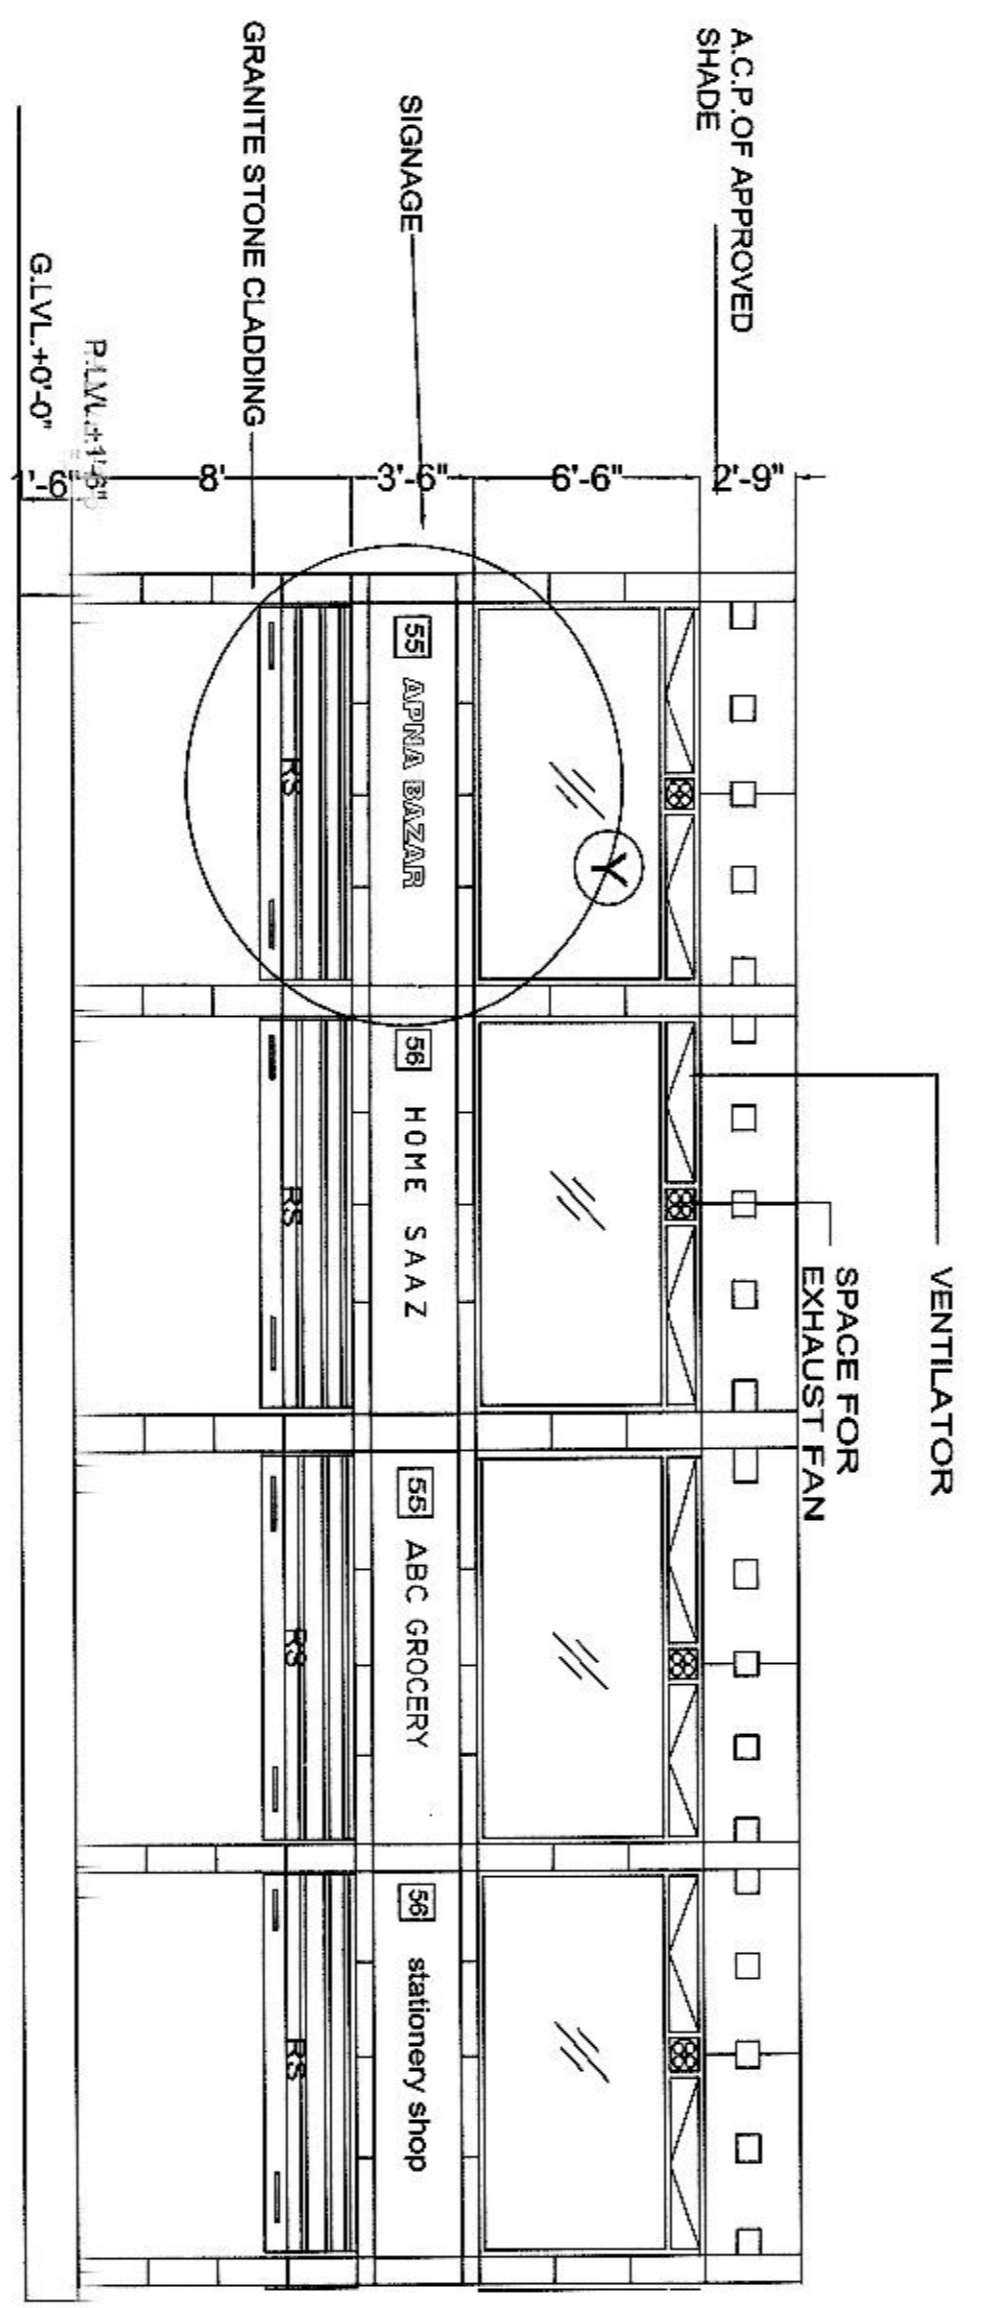 VENTILATOR
SPACE FOR
EXHAUST FAN
A.C.P.OF APPROVED
SHADE
2'-9"
6'-6"
Y
SIGNAGE
3'-6"
55 APNA BAZAR
56 HOME SAAZ
55 ABC GROCERY
56 stationery shop
RS
RS
RS
RS
GRANITE STONE CLADDING
8'
P.LVL.+1'-6"
'-6"
G.LVL.+0'-0"